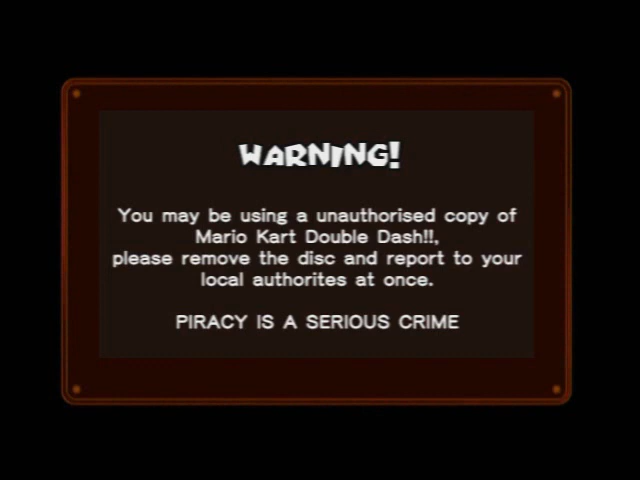 WARNING!
You may be using a unauthorised copy of
Mario Kart Double Dash!!,
please remove the disc and report to your
local authorites at once.
PIRACY IS A SERIOUS CRIME